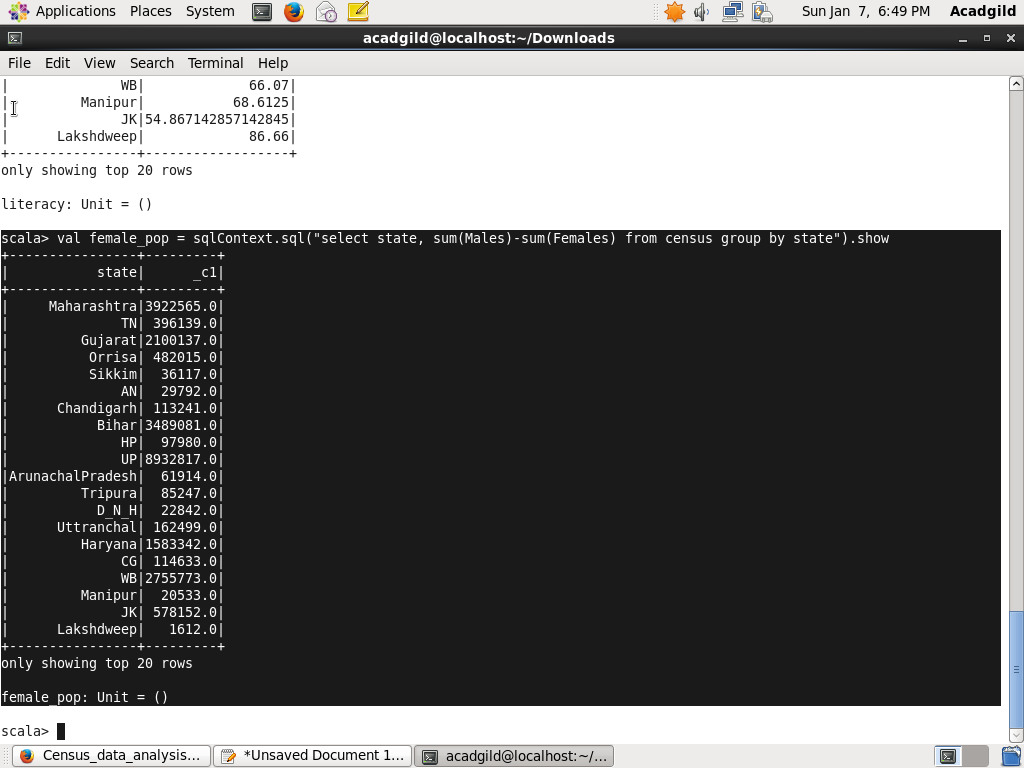 Applications Places System Sun Jan 7, 6:49 PM Acadgild
acadgild@localhost:~/Downloads
File Edit View Search Terminal Help
|              WB|             66.07|
|         Manipur|           68.6125|
|              JK|54.867142857142845|
|      Lakshdweep|             86.66|
+----------------+------------------+
only showing top 20 rows
literacy: Unit = ()
scala> val female_pop = sqlContext.sql("select state, sum(Males)-sum(Females) from census group by state").show
+----------------+---------+
|           state|      _c1|
+----------------+---------+
|     Maharashtra|3922565.0|
|              TN| 396139.0|
|         Gujarat|2100137.0|
|          Orrisa| 482015.0|
|          Sikkim|  36117.0|
|              AN|  29792.0|
|      Chandigarh| 113241.0|
|           Bihar|3489081.0|
|              HP|  97980.0|
|              UP|8932817.0|
|ArunachalPradesh|  61914.0|
|         Tripura|  85247.0|
|           D_N_H|  22842.0|
|      Uttranchal| 162499.0|
|         Haryana|1583342.0|
|              CG| 114633.0|
|              WB|2755773.0|
|         Manipur|  20533.0|
|              JK| 578152.0|
|      Lakshdweep|   1612.0|
+----------------+---------+
only showing top 20 rows
female_pop: Unit = ()
scala>
Census_data_analysis... *Unsaved Document 1... acadgild@localhost:~/...